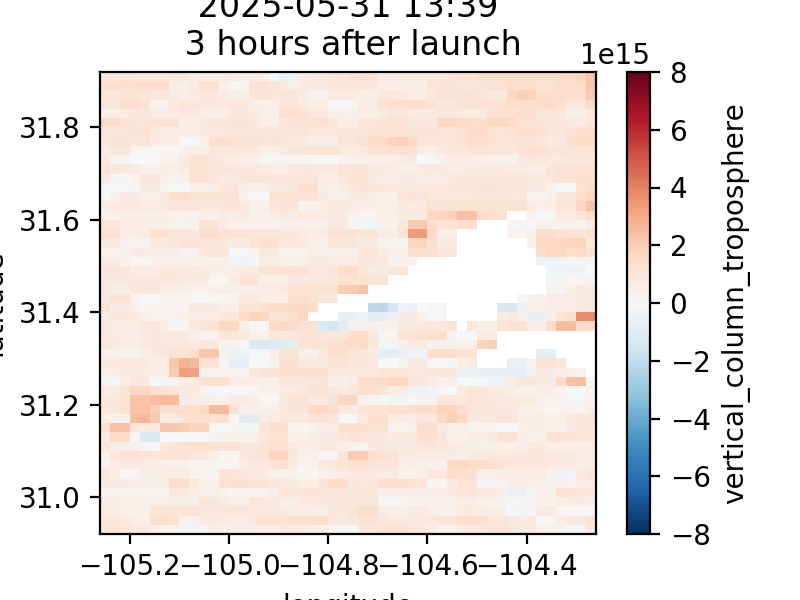 2025-05-31 13:39
3 hours after launch
1e15
31.8
31.6
31.4
31.2
31.0
−105.2 −105.0 −104.8 −104.6 −104.4
longitude
latitude
8
6
4
2
0
−2
−4
−6
−8
vertical_column_troposphere